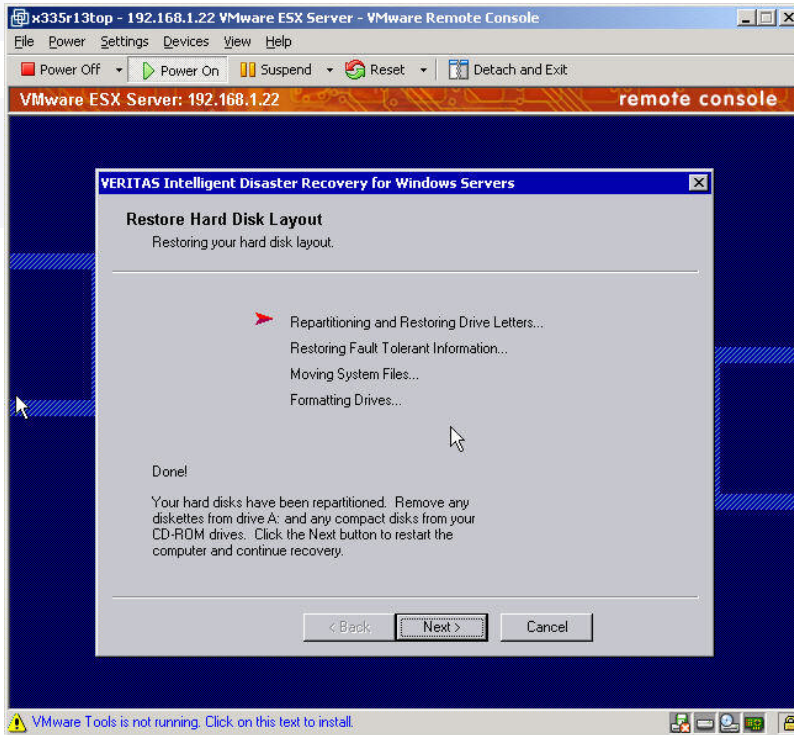 x335r13top - 192.168.1.22 VMware ESX Server - VMware Remote Console
File Power Settings Devices View Help
Power Off Power On Suspend Reset Detach and Exit
VMware ESX Server: 192.168.1.22 remote console
VERITAS Intelligent Disaster Recovery for Windows Servers
Restore Hard Disk Layout
Restoring your hard disk layout.
Repartitioning and Restoring Drive Letters...
Restoring Fault Tolerant Information...
Moving System Files...
Formatting Drives...
Done!
Your hard disks have been repartitioned. Remove any
diskettes from drive A: and any compact disks from your
CD-ROM drives. Click the Next button to restart the
computer and continue recovery.
< Back Next > Cancel
VMware Tools is not running. Click on this text to install.